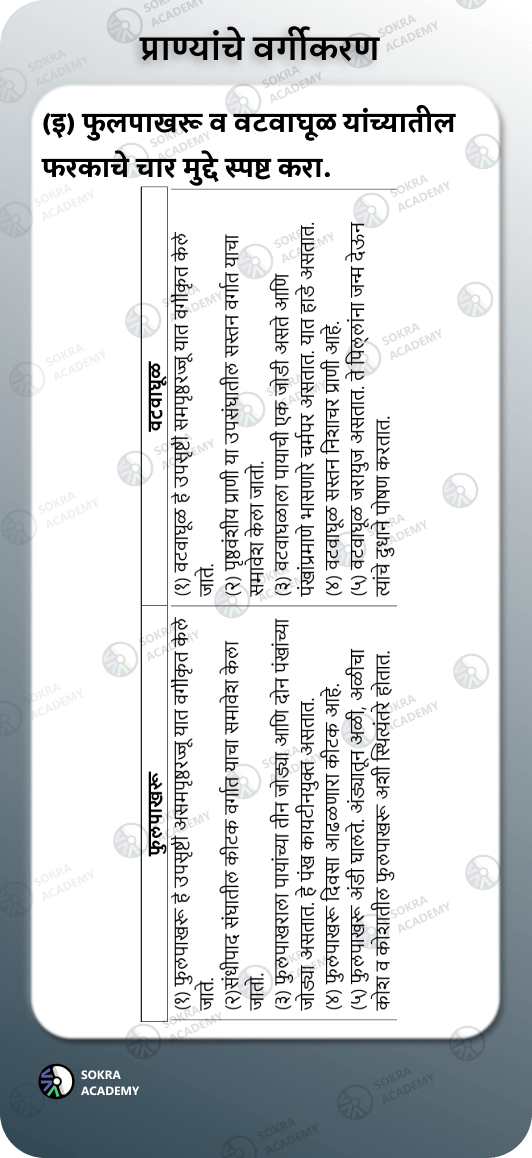 प्राण्यांचे वर्गीकरण
(इ) फुलपाखरू व वटवाघूळ यांच्यातील
फरकाचे चार मुद्दे स्पष्ट करा.
फुलपाखरू
(१) फुलपाखरू हे उपसृष्टी असमपृष्ठरज्जू यात वर्गीकृत केले
जाते.
(२)संधीपाद संघातील कीटक वर्गात याचा समावेश केला
जातो.
(३) फुलपाखराला पायांच्या तीन जोड्या आणि दोन पंखांच्या
जोड्या असतात. हे पंख कायटीनयुक्त असतात.
(४) फुलपाखरू दिवसा आढळणारा कीटक आहे.
(५) फुलपाखरू अंडी घालते. अंड्यातून अळी, अळीचा
कोश व कोशातील फुलपाखरू अशी स्थित्यंतरे होतात.
वटवाघूळ
(१) वटवाघूळ हे उपसृष्टी समपृष्ठरज्जू यात वर्गीकृत केले
जाते.
(२) पृष्ठवंशीय प्राणी या उपसंघातील सस्तन वर्गात याचा
समावेश केला जातो.
(३) वटवाघळाला पायाची एक जोडी असते आणि
पंखांप्रमाणे भासणारे चर्मपर असतात. यात हाडे असतात.
(४) वटवाघूळ सस्तन निशाचर प्राणी आहे.
(५) वटवाघूळ जरायुज असतात. ते पिल्लांना जन्म देऊन
त्यांचे दुधाने पोषण करतात.
SOKRA
ACADEMY